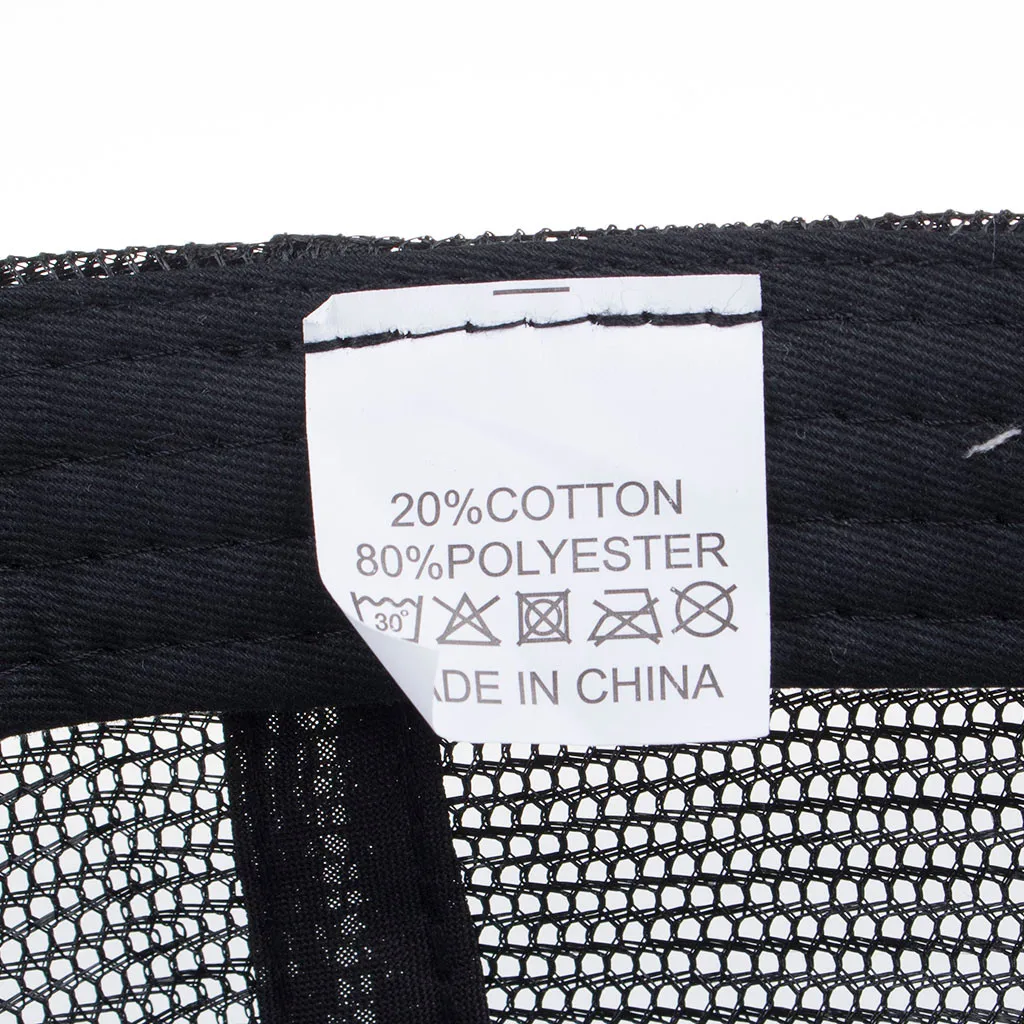 20%COTTON
80%POLYESTER
30°
ADE IN CHINA